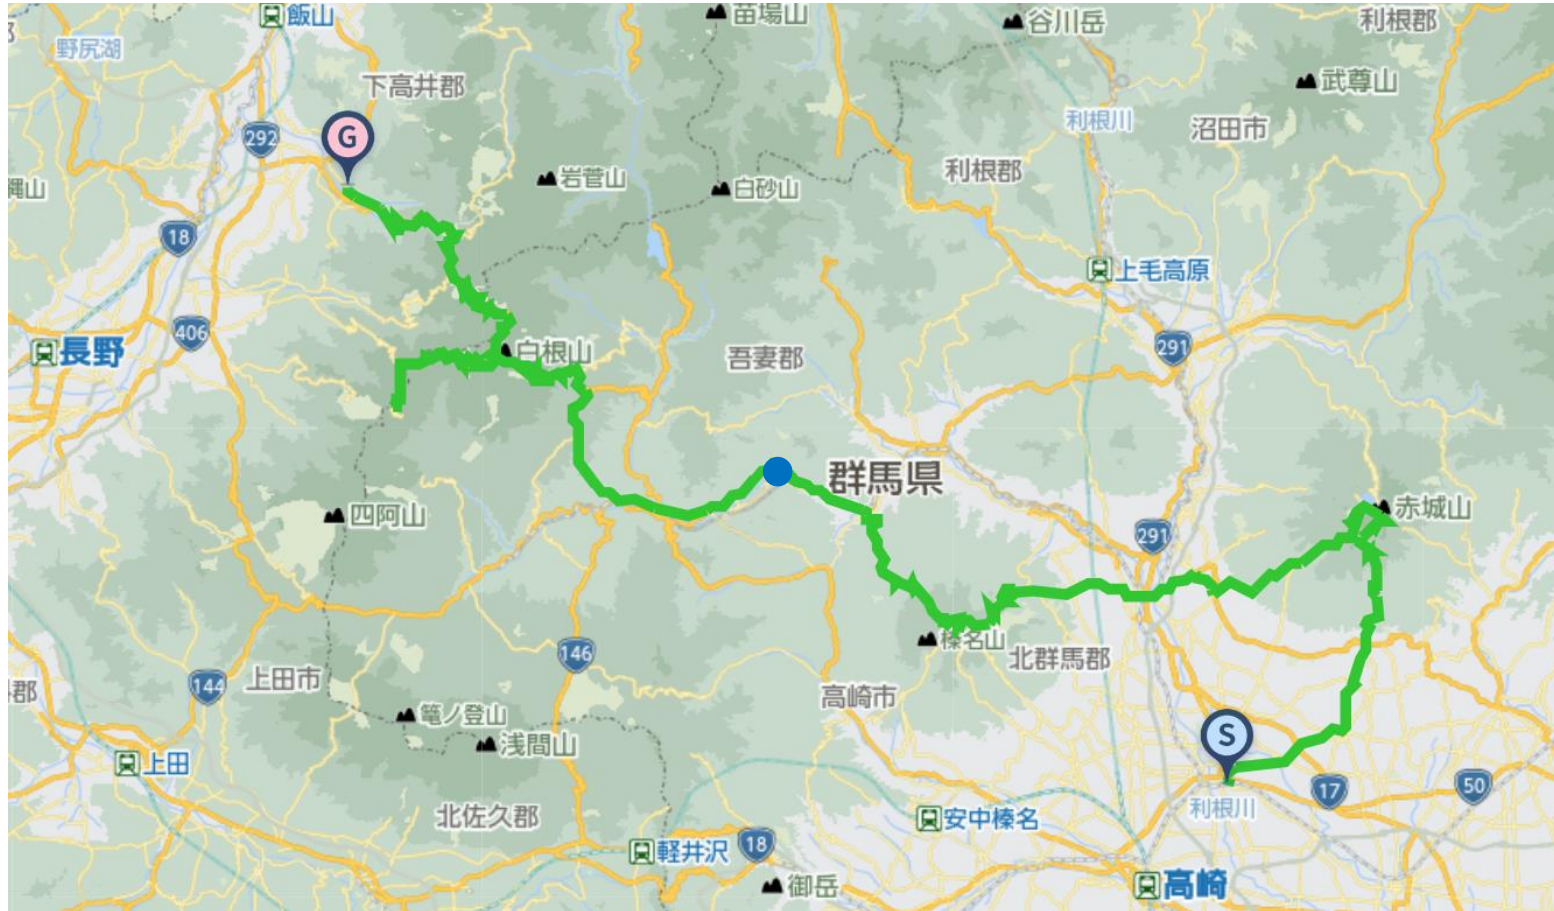 飯山
苗場山
谷川岳
利根郡
野尻湖
下高井郡
武尊山
利根川
沼田市
292
G
岩菅山
白砂山
利根郡
18
上毛高原
406
長野
白根山
吾妻郡
291
群馬県
四阿山
赤城山
291
榛名山
146
北群馬郡
上田市
144
高崎市
篭ノ登山
浅間山
S
上田
17
50
利根川
北佐久郡
安中榛名
軽井沢
18
御岳
高崎